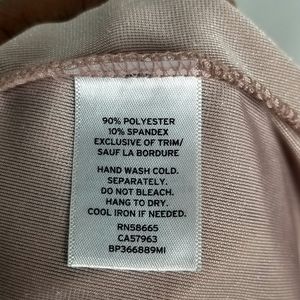 90% POLYESTER
10% SPANDEX
EXCLUSIVE OF TRIM/
SAUF LA BORDURE
HAND WASH COLD.
SEPARATELY.
DO NOT BLEACH.
HANG TO DRY.
COOL IRON IF NEEDED.
RN58665
CA57963
BP366889MI